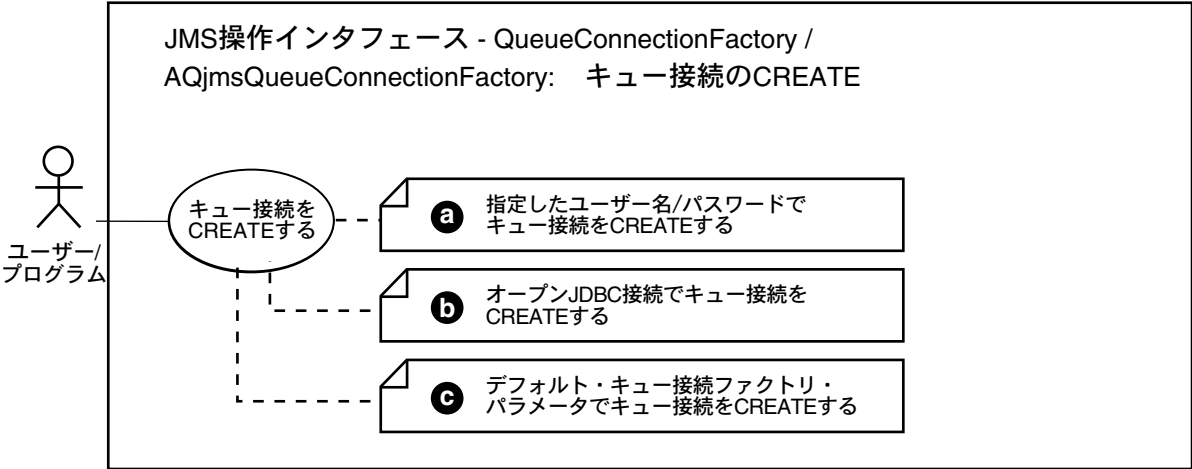 JMS操作インタフェース - QueueConnectionFactory /
AQjmsQueueConnectionFactory: キュー接続のCREATE
ユーザー/
プログラム
キュー接続を
CREATEする
a 指定したユーザー名/パスワードで
キュー接続をCREATEする
b オープンJDBC接続でキュー接続を
CREATEする
c デフォルト・キュー接続ファクトリ・
パラメータでキュー接続をCREATEする